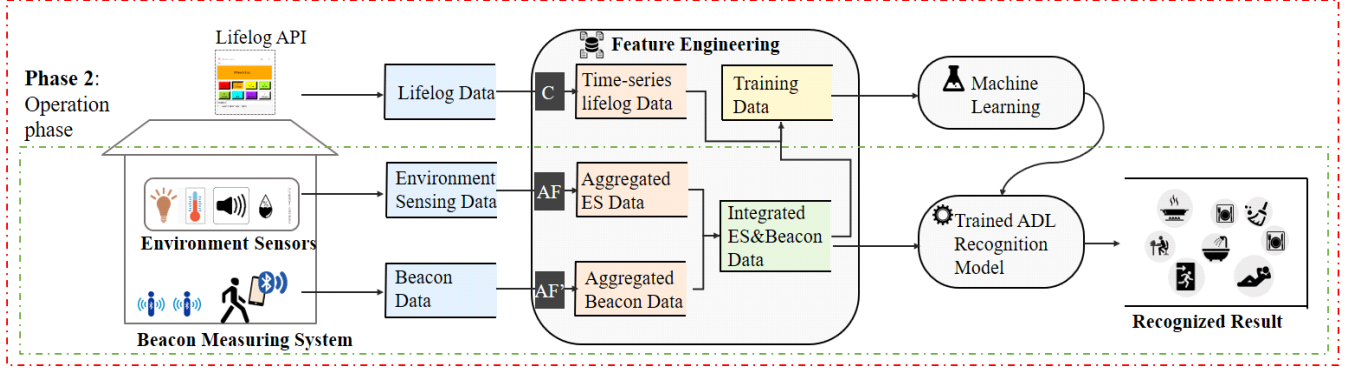 Lifelog API
Phase 2:
Operation
phase
Lifelog Data
Feature Engineering
C
Time-series
lifelog Data
Training
Data
Machine
Learning
Environment
Sensing Data
AF
Aggregated
ES Data
Environment Sensors
Integrated
ES&Beacon
Data
Trained ADL
Recognition
Model
Beacon
Data
AF'
Aggregated
Beacon Data
Beacon Measuring System
Recognized Result